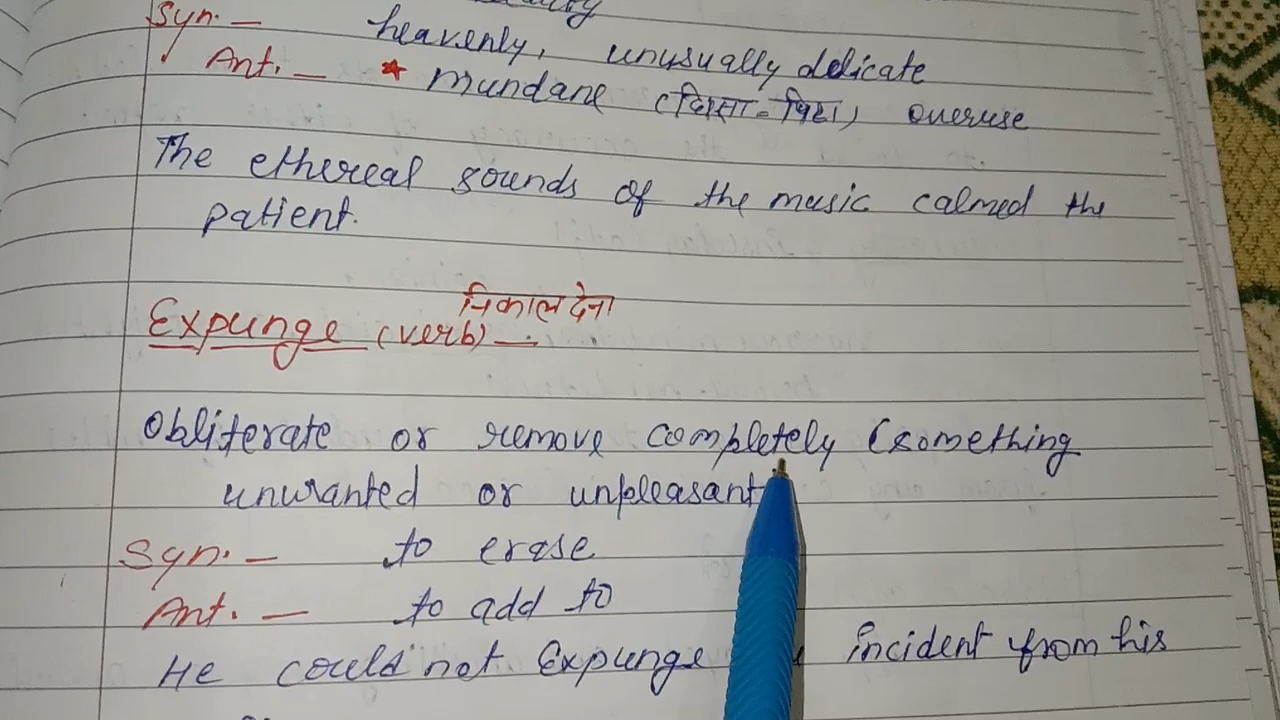 Syn. — heavenly, unusually delicate
Ant. — * mundane (घिसा-पिटा) overuse
The ethereal sounds of the music calmed the
patient.
निकाल देना
Expunge (verb) —
Obliterate or remove completely (something
unwanted or unpleasant
Syn. — to erase
Ant. — to add to
He could not Expunge incident from his